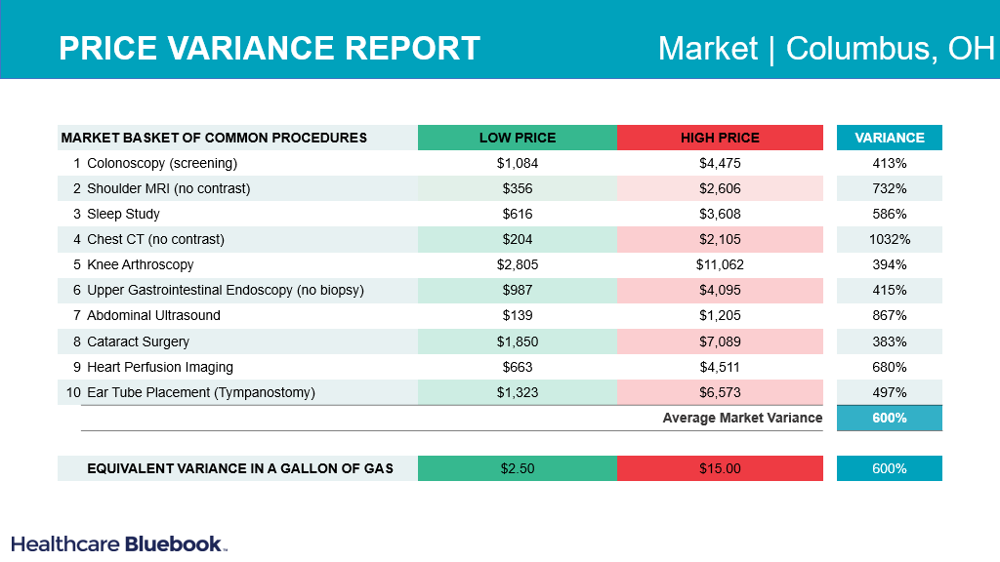 PRICE VARIANCE REPORT Market | Columbus, OH
MARKET BASKET OF COMMON PROCEDURES LOW PRICE HIGH PRICE VARIANCE
1 Colonoscopy (screening) $1,084 $4,475 413%
2 Shoulder MRI (no contrast) $356 $2,606 732%
3 Sleep Study $616 $3,608 586%
4 Chest CT (no contrast) $204 $2,105 1032%
5 Knee Arthroscopy $2,805 $11,062 394%
6 Upper Gastrointestinal Endoscopy (no biopsy) $987 $4,095 415%
7 Abdominal Ultrasound $139 $1,205 867%
8 Cataract Surgery $1,850 $7,089 383%
9 Heart Perfusion Imaging $663 $4,511 680%
10 Ear Tube Placement (Tympanostomy) $1,323 $6,573 497%
Average Market Variance 600%
EQUIVALENT VARIANCE IN A GALLON OF GAS $2.50 $15.00 600%
Healthcare Bluebook™